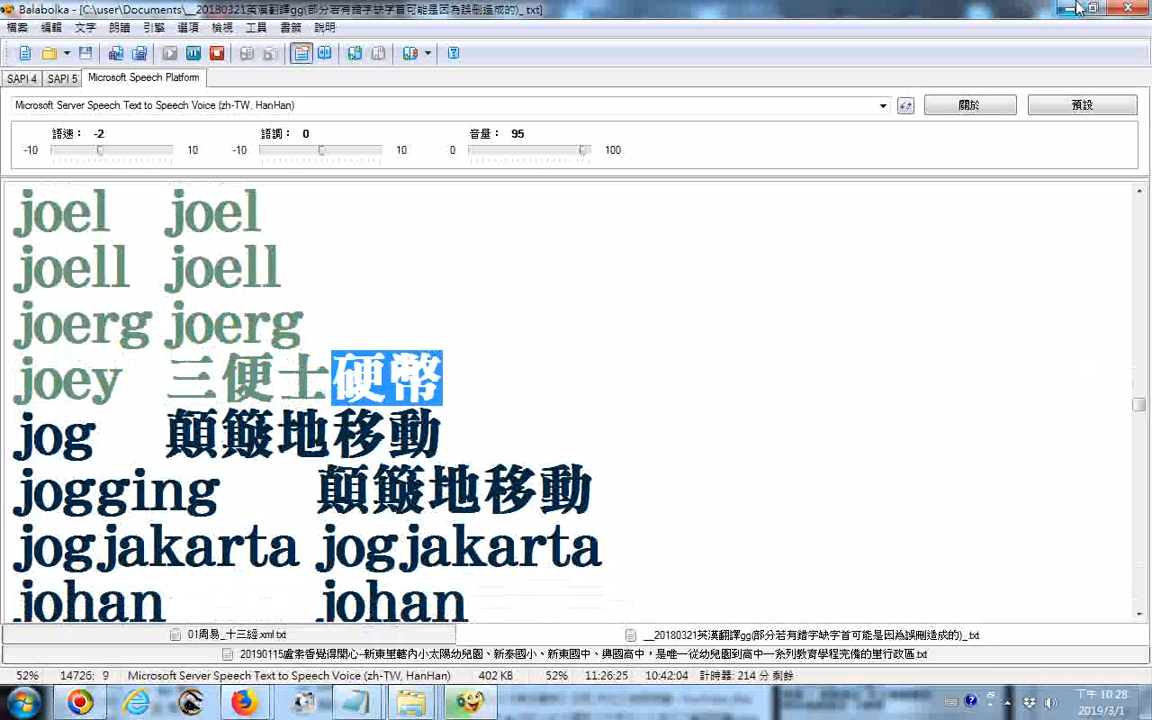 Balabolka - [C:\user\Documents\__20180321英漢翻譯gg(部分若有錯字缺字首可能是因為誤刪造成的)_.txt]
檔案 編輯 文字 朗讀 引擎 選項 檢視 工具 書籤 說明
SAPI 4 SAPI 5 Microsoft Speech Platform
Microsoft Server Speech Text to Speech Voice (zh-TW, HanHan) 關於 預設
語速： -2 語調： 0 音量： 95
-10 10 -10 10 0 100
joel joel
joell joell
joerg joerg
joey 三便士硬幣
jog 顛簸地移動
jogging 顛簸地移動
jogjakarta jogjakarta
johan johan
01周易_十三經.xml.txt __20180321英漢翻譯gg(部分若有錯字缺字首可能是因為誤刪造成的)_.txt
20190115盧素香覺得開心-新東里轄內小太陽幼兒園、新泰國小、新東國中、興國高中，是唯一從幼兒園到高中一系列教育學程完備的里行政區.txt
52% 14726: 9 Microsoft Server Speech Text to Speech Voice (zh-TW, HanHan) 402 KB 52% 11:26:25 10:42:04 計時器: 214 分 剩餘
下午 10:28
2019/3/1